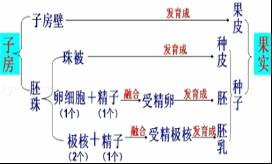 子房壁 发育成 果皮
子房
珠被 发育成 种皮
胚珠 种子 果实
卵细胞＋精子 融合 受精卵 发育成 胚
(1个) (1个)
极核＋精子 融合 受精极核 发育成 胚乳
(2个) (1个)